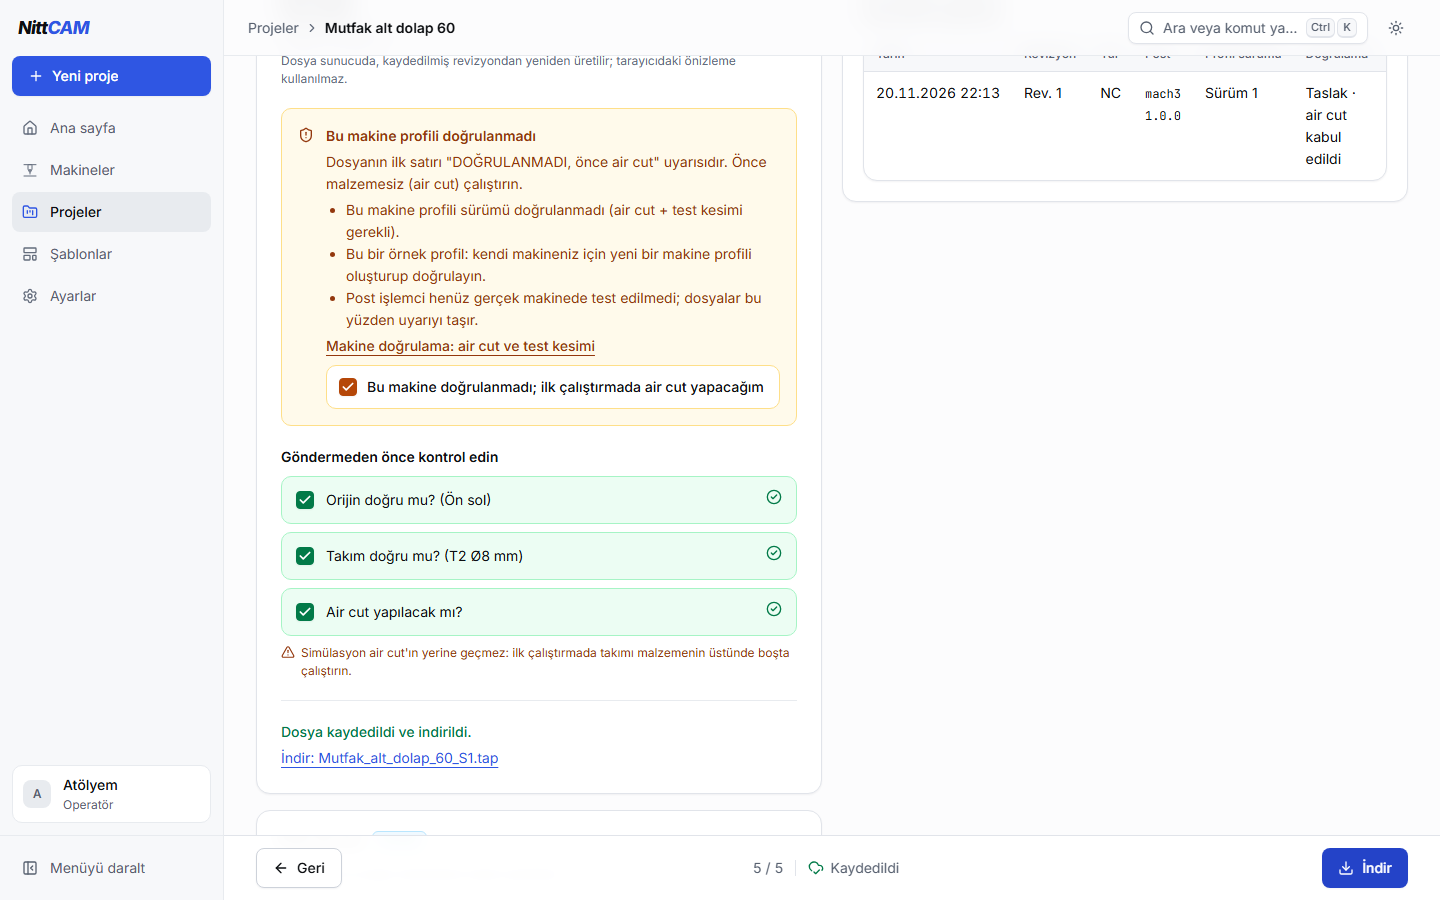 NittCAM
Projeler
Mutfak alt dolap 60
Ara veya komut ya...
Ctrl
K
Yeni proje
Ana sayfa
Makineler
Projeler
Şablonlar
Ayarlar
Atölyem
A
Operatör
Menüyü daralt
Dosya sunucuda, kaydedilmiş revizyondan yeniden üretilir; tarayıcıdaki önizleme
kullanılmaz.
Bu makine profili doğrulanmadı
Dosyanın ilk satırı "DOĞRULANMADI, önce air cut" uyarısıdır. Önce
malzemesiz (air cut) çalıştırın.
Bu makine profili sürümü doğrulanmadı (air cut + test kesimi
gerekli).
Bu bir örnek profil: kendi makineniz için yeni bir makine profili
oluşturup doğrulayın.
Post işlemci henüz gerçek makinede test edilmedi; dosyalar bu
yüzden uyarıyı taşır.
Makine doğrulama: air cut ve test kesimi
Bu makine doğrulanmadı; ilk çalıştırmada air cut yapacağım
Göndermeden önce kontrol edin
Orijin doğru mu? (Ön sol)
Takım doğru mu? (T2 Ø8 mm)
Air cut yapılacak mı?
Simülasyon air cut'ın yerine geçmez: ilk çalıştırmada takımı malzemenin üstünde boşta
çalıştırın.
Dosya kaydedildi ve indirildi.
İndir: Mutfak_alt_dolap_60_S1.tap
20.11.2026 22:13
Rev. 1
NC
mach3
1.0.0
Sürüm 1
Taslak ·
air cut
kabul
edildi
Geri
5 / 5
Kaydedildi
İndir